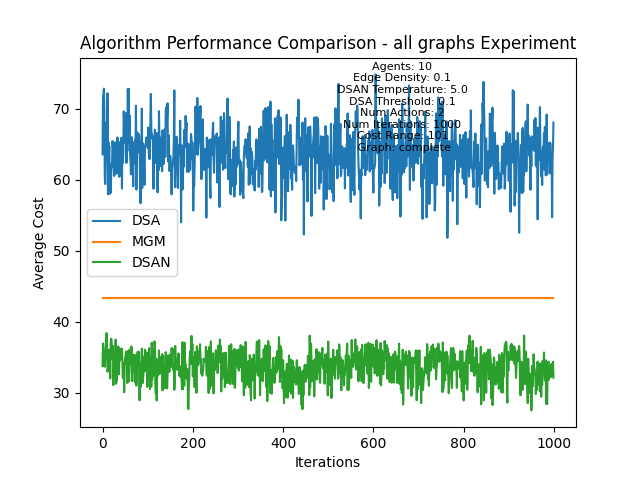 Algorithm Performance Comparison - all graphs Experiment
Agents: 10
Edge Density: 0.1
DSAN Temperature: 5.0
DSA Threshold: 0.1
Num Actions: 2
Num Iterations: 1000
Cost Range: 101
Graph: complete
Average Cost
70
60
50
40
30
DSA
MGM
DSAN
0
200
400
600
800
1000
Iterations